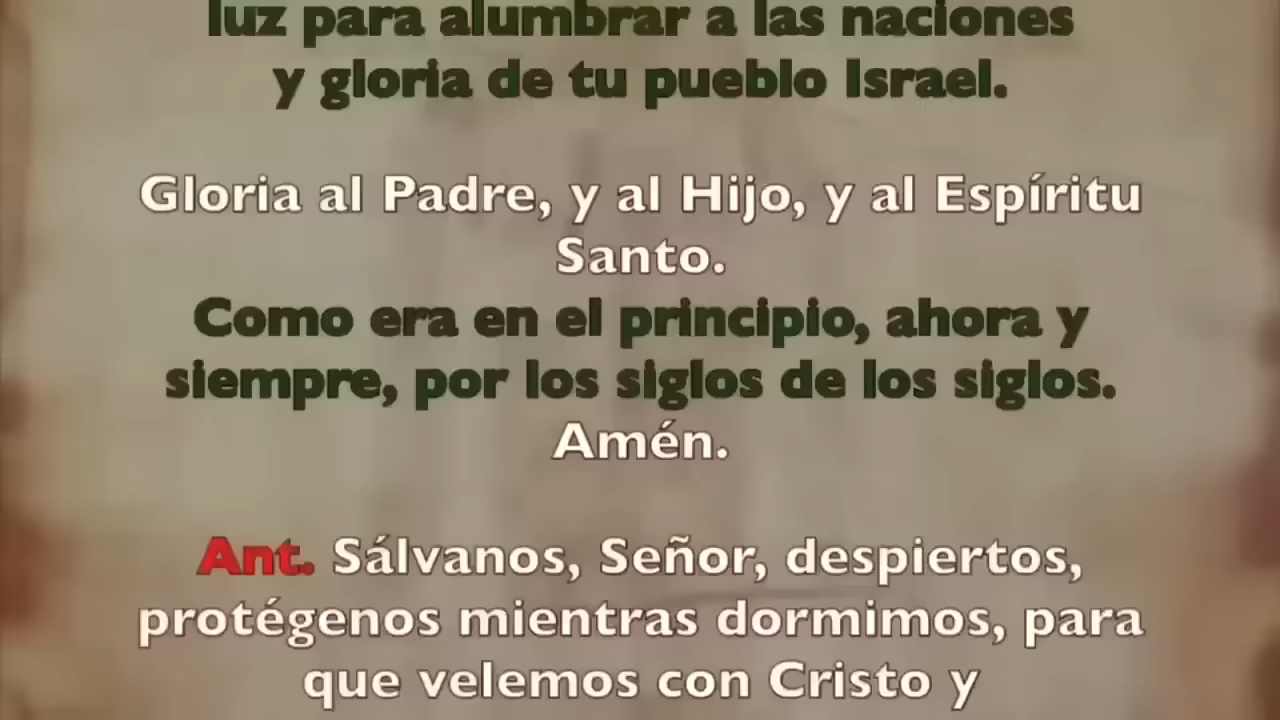 luz para alumbrar a las naciones
y gloria de tu pueblo Israel.
Gloria al Padre, y al Hijo, y al Espíritu
Santo.
Como era en el principio, ahora y
siempre, por los siglos de los siglos.
Amén.
Ant. Sálvanos, Señor, despiertos,
protégenos mientras dormimos, para
que velemos con Cristo y